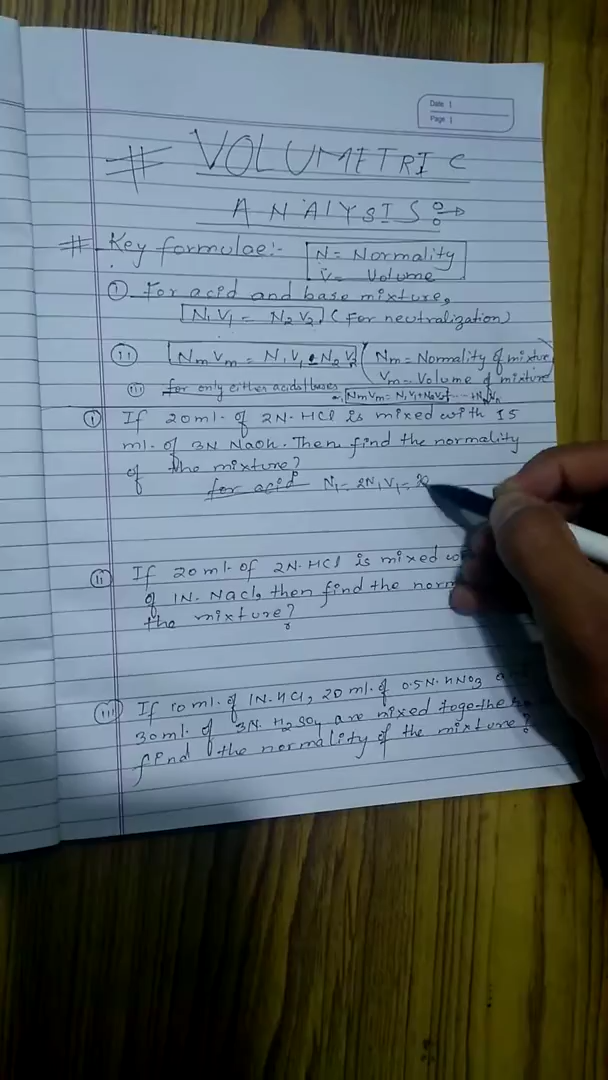 Date
Page
# VOLUMETRIC
ANALYSIS:→
# Key formulae:- N = Normality
V = Volume
① For acid and base mixture,
N₁V₁ = N₂V₂ (for neutralization)
(ii) NmVm = N₁V₁ ± N₂V₂ (Nm = Normality of mixture
Vm = Volume of mixture)
(iii) for only either acids/bases
NmVm = N₁V₁+N₂V₂+ ---- +NnVn
(i) If 20ml. of 2N. HCl is mixed with 15
ml. of 3N NaOh. Then find the normality
of the mixture?
for acid N₁ = 2N, V₁ = 20
(ii) If 20ml. of 2N. HCl is mixed
of 1N. NaCl, then find the
the mixture?
(iii) If 10ml. of 1N. HCl, 20ml. of 0.5N. HNO3
30ml. of 3N. H₂SO4 are mixed together
find the normality of the mixture?